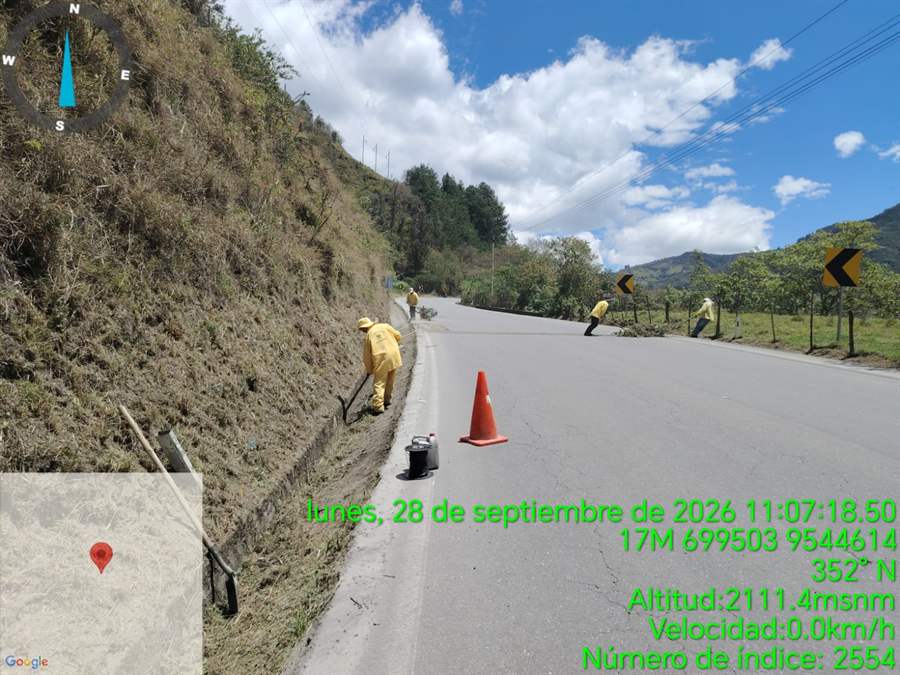 N
W
E
S
lunes, 28 de septiembre de 2026 11:07:18.50
17M 699503 9544614
352° N
Altitud:2111.4msnm
Velocidad:0.0km/h
Número de índice: 2554
Google